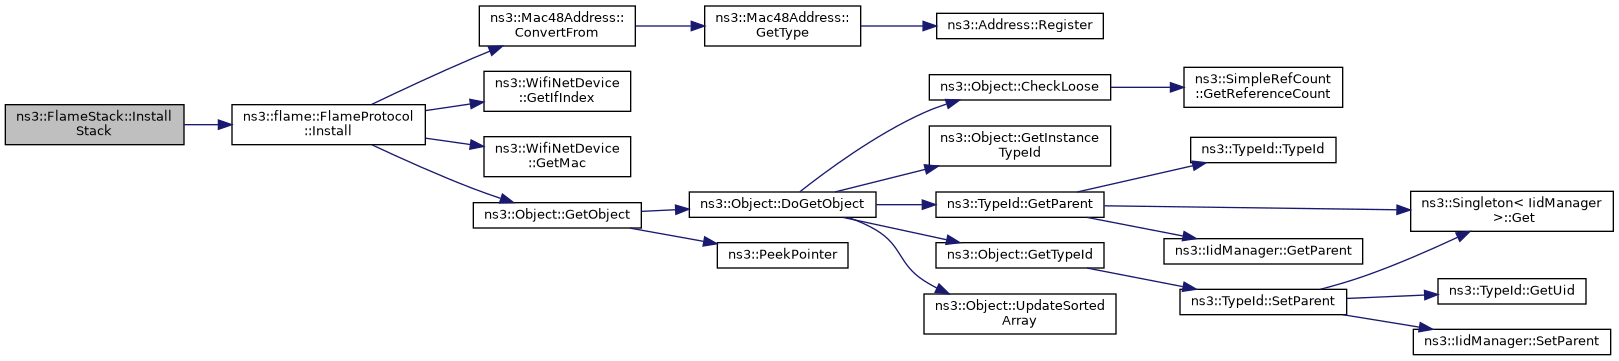 ns3::FlameStack::Install
Stack
ns3::flame::FlameProtocol
::Install
ns3::Mac48Address::
ConvertFrom
ns3::Mac48Address::
GetType
ns3::Address::Register
ns3::WifiNetDevice
::GetIfIndex
ns3::WifiNetDevice
::GetMac
ns3::Object::GetObject
ns3::Object::DoGetObject
ns3::PeekPointer
ns3::Object::CheckLoose
ns3::SimpleRefCount
::GetReferenceCount
ns3::Object::GetInstance
TypeId
ns3::TypeId::GetParent
ns3::TypeId::TypeId
ns3::Singleton< IidManager
>::Get
ns3::IidManager::GetParent
ns3::Object::GetTypeId
ns3::TypeId::SetParent
ns3::TypeId::GetUid
ns3::IidManager::SetParent
ns3::Object::UpdateSorted
Array